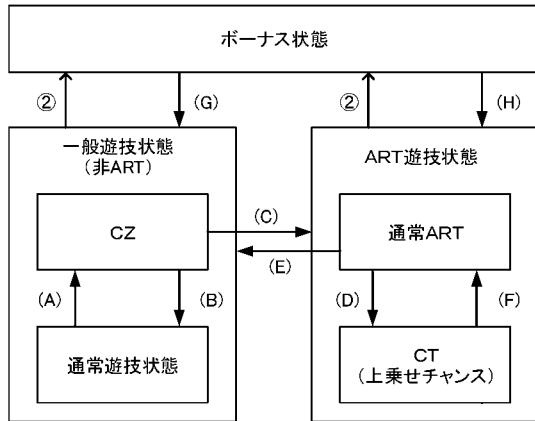 ボーナス状態
②
(G)
②
(H)
一般遊技状態
(非ART)
ART遊技状態
CZ
(C)
通常ART
(E)
(A)
(B)
(D)
(F)
通常遊技状態
CT
(上乗せチャンス)